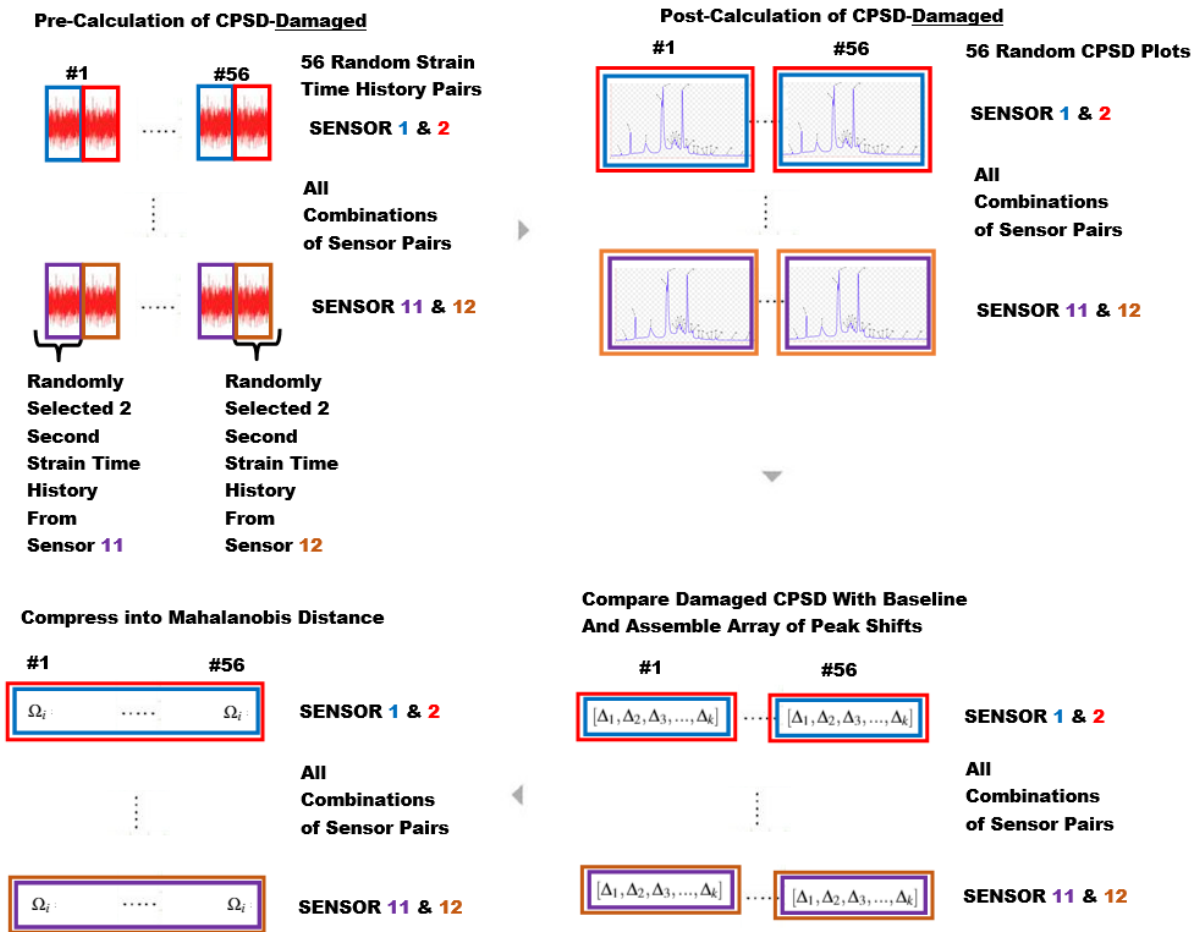 Pre-Calculation of CPSD-Damaged
#1
#56
56 Random Strain
Time History Pairs
SENSOR 1 & 2
.....
All
Combinations
of Sensor Pairs
.....
SENSOR 11 & 12
Randomly
Selected 2
Second
Strain Time
History
From
Sensor 11
Randomly
Selected 2
Second
Strain Time
History
From
Sensor 12
Post-Calculation of CPSD-Damaged
#1
#56
56 Random CPSD Plots
SENSOR 1 & 2
All
Combinations
of Sensor Pairs
SENSOR 11 & 12
Compare Damaged CPSD With Baseline
And Assemble Array of Peak Shifts
#1
#56
[Δ₁, Δ₂, Δ₃, ..., Δₖ] ..... [Δ₁, Δ₂, Δ₃, ..., Δₖ]
SENSOR 1 & 2
All
Combinations
of Sensor Pairs
[Δ₁, Δ₂, Δ₃, ..., Δₖ] ..... [Δ₁, Δ₂, Δ₃, ..., Δₖ]
SENSOR 11 & 12
Compress into Mahalanobis Distance
#1
#56
Ωᵢ ..... Ωᵢ
SENSOR 1 & 2
All
Combinations
of Sensor Pairs
Ωᵢ ..... Ωᵢ
SENSOR 11 & 12